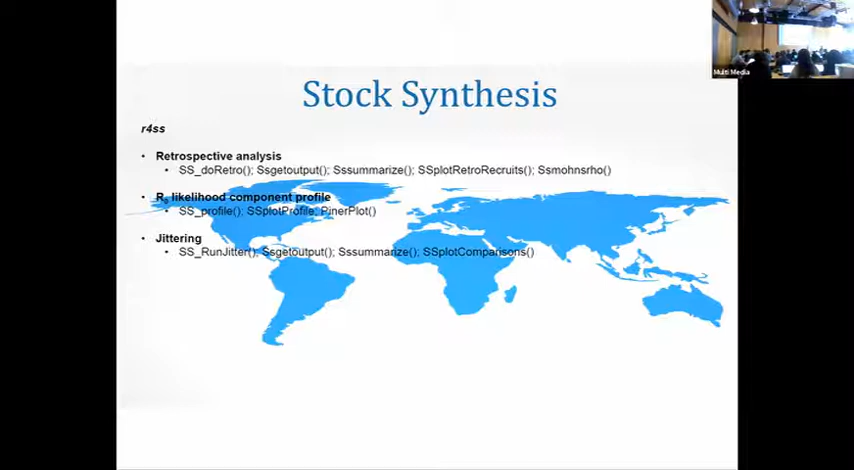 Multi Media
Stock Synthesis
r4ss
• Retrospective analysis
• SS_doRetro(); Ssgetoutput(); Sssummarize(); SSplotRetroRecruits(); Ssmohnsrho()
• R0 likelihood component profile
• SS_profile(); SSplotProfile; PinerPlot()
• Jittering
• SS_RunJitter(); Ssgetoutput(); Sssummarize(); SSplotComparisons()